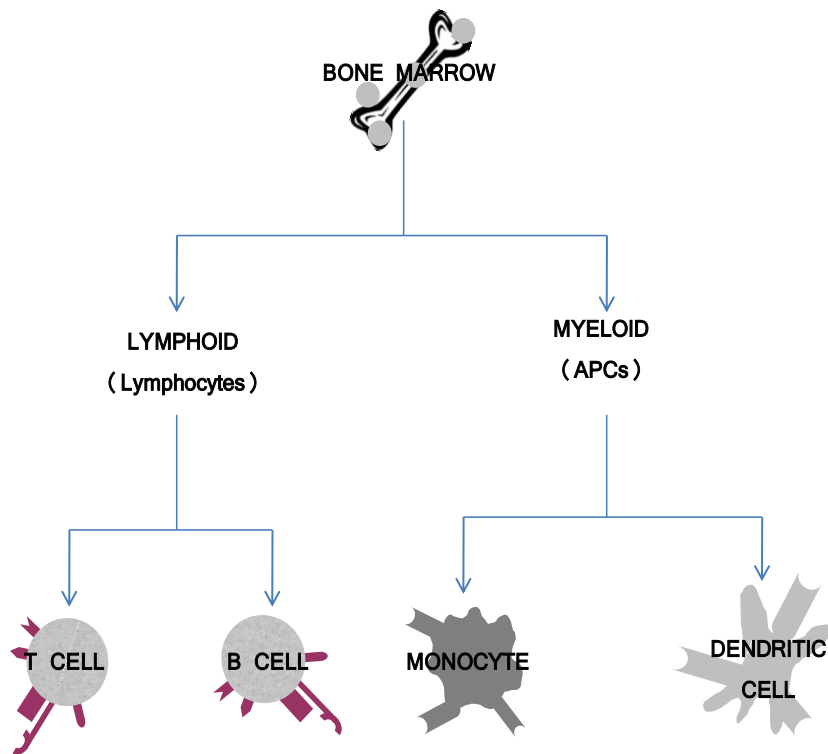 BONE MARROW
LYMPHOID
(Lymphocytes)
MYELOID
(APCs)
T CELL
B CELL
MONOCYTE
DENDRITIC
CELL